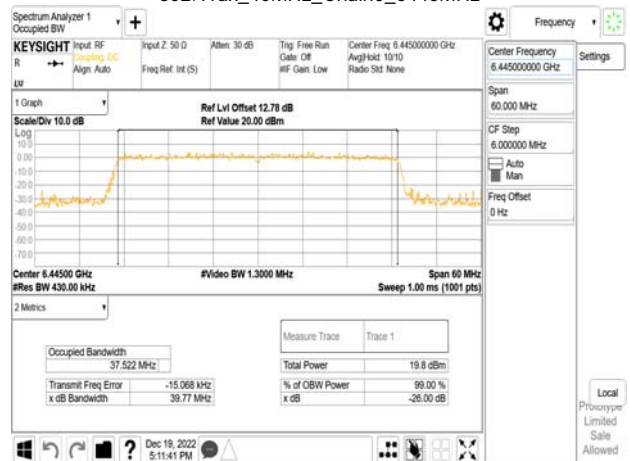 Spectrum Analyzer 1
Occupied BW
Frequency
KEYSIGHT
R
Input: RF
Coupling: EC
Align: Auto
Input Z: 50 Ω
Freq Ref: Int (S)
Atten: 30 dB
Trig: Free Run
Gate: Off
#IF Gain: Low
Center Freq: 6.445000000 GHz
Avg|Hold: 10/10
Radio Std: None
Center Frequency
6.445000000 GHz
Settings
Span
60.000 MHz
CF Step
6.000000 MHz
Auto
Man
Freq Offset
0 Hz
1 Graph
Scale/Div 10.0 dB
Ref Lvl Offset 12.78 dB
Ref Value 20.00 dBm
Log
10.0
0.00
-10.0
-20.0
-30.0
-40.0
-50.0
-60.0
-70.0
Center 6.44500 GHz
#Res BW 430.00 kHz
#Video BW 1.3000 MHz
Span 60 MHz
Sweep 1.00 ms (1001 pts)
2 Metrics
Measure Trace Trace 1
Occupied Bandwidth
37.522 MHz
Total Power 19.8 dBm
Transmit Freq Error -15.068 kHz
% of OBW Power 99.00 %
x dB Bandwidth 39.77 MHz
x dB -26.00 dB
Local
Prototype
Limited
Sale
Allowed
?
Dec 19, 2022
5:11:41 PM